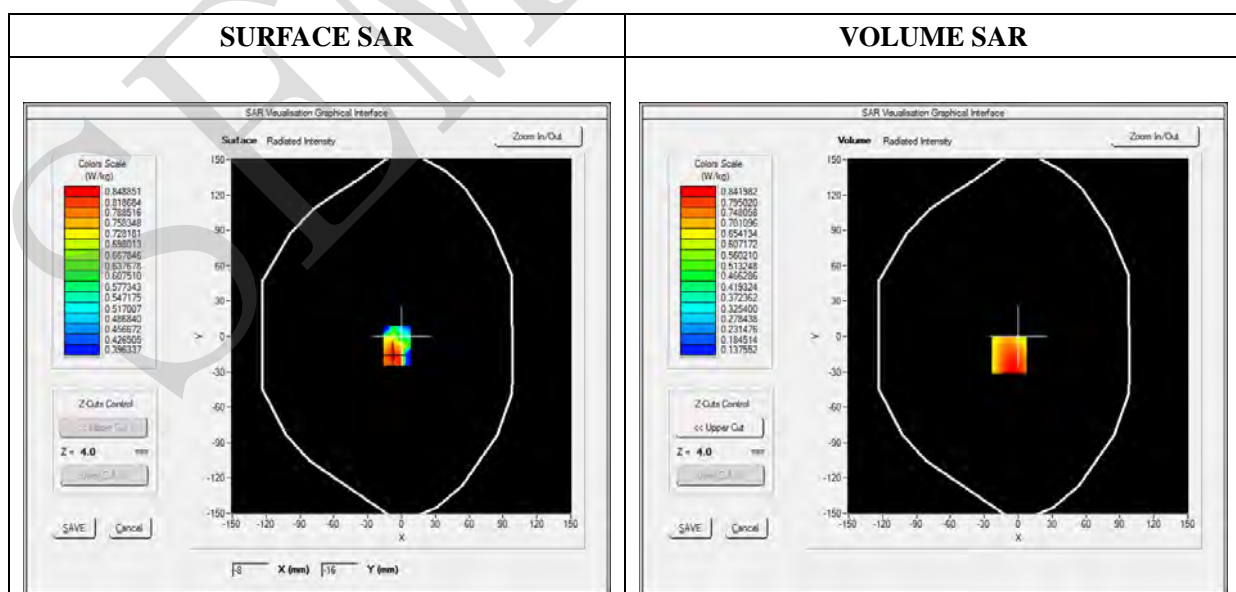 SURFACE SAR
VOLUME SAR
SAR Visualisation Graphical Interface
Surface Radiated Intensity
Zoom In/Out
Colors Scale
(W/kg)
0.848851
0.818684
0.788516
0.758348
0.728181
0.698013
0.667846
0.637678
0.607510
0.577343
0.547175
0.517007
0.486840
0.456672
0.426505
0.396337
150
120
90
60
30
0
-30
-60
-90
-120
-150
Y
-150 -120 -90 -60 -30 0 30 60 90 120 150
X
Z-Cuts Control
<< Upper Cut
Z = 4.0 mm
SAVE Cancel
-8 X (mm) -16 Y (mm)
SAR Visualisation Graphical Interface
Volume Radiated Intensity
Zoom In/Out
Colors Scale
(W/kg)
0.841982
0.795020
0.748058
0.701096
0.654134
0.607172
0.560210
0.513248
0.466286
0.419324
0.372362
0.325400
0.278438
0.231476
0.184514
0.137552
150
120
90
60
30
0
-30
-60
-90
-120
-150
Y
-150 -120 -90 -60 -30 0 30 60 90 120 150
X
Z-Cuts Control
<< Upper Cut
Z = 4.0 mm
SAVE Cancel